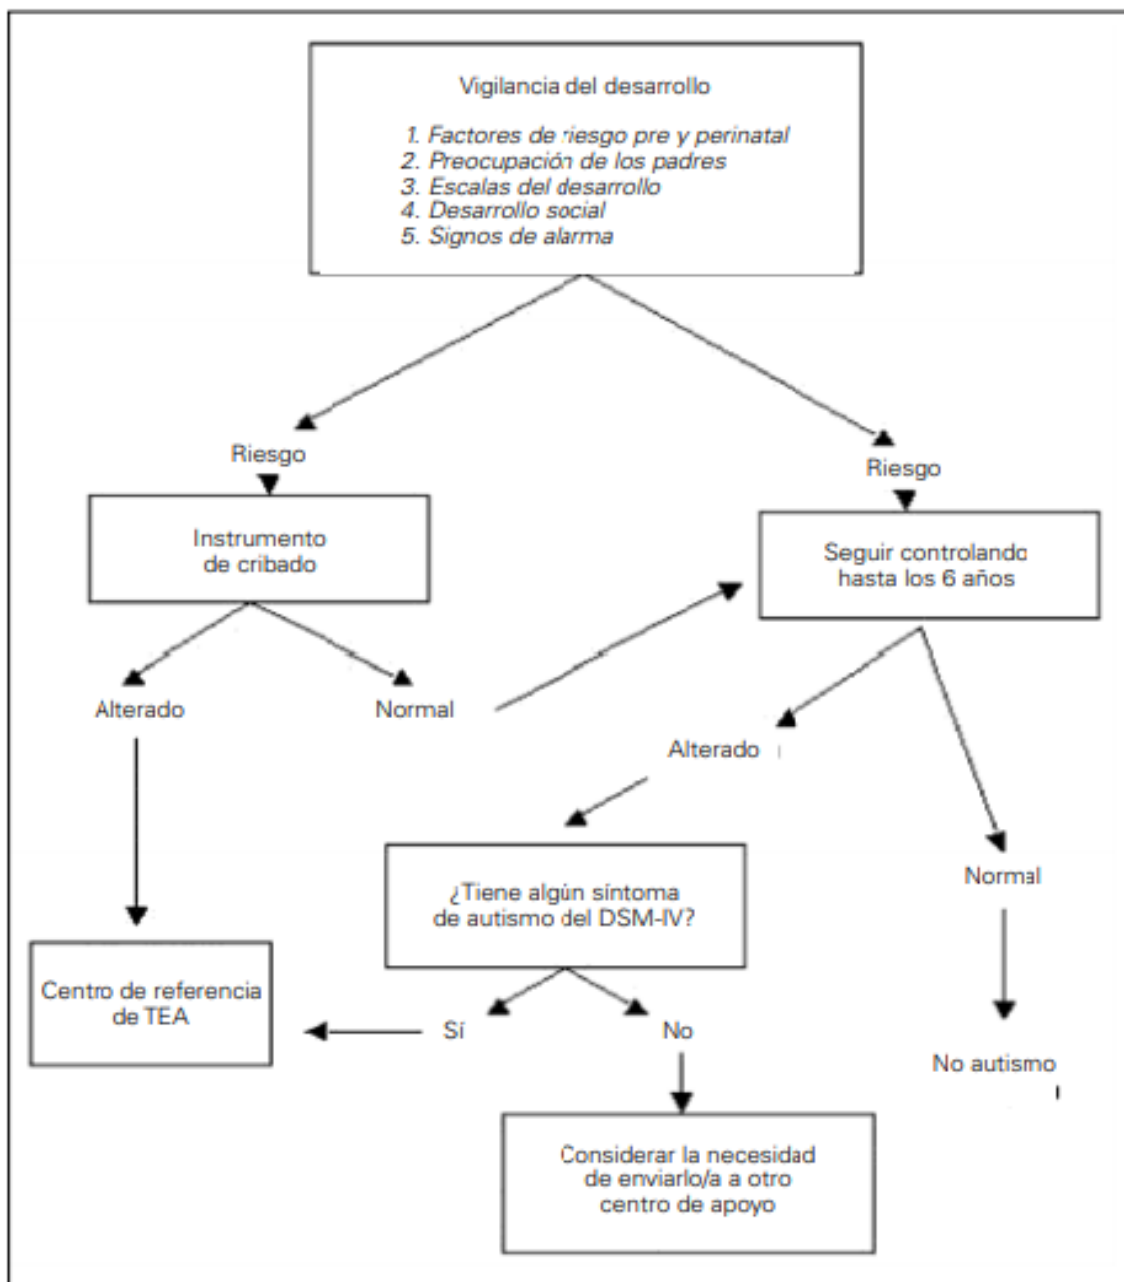 Vigilancia del desarrollo
1. Factores de riesgo pre y perinatal
2. Preocupación de los padres
3. Escalas del desarrollo
4. Desarrollo social
5. Signos de alarma
Riesgo
Riesgo
Instrumento
de cribado
Seguir controlando
hasta los 6 años
Alterado
Normal
Alterado
¿Tiene algún síntoma
de autismo del DSM-IV?
Normal
Centro de referencia
de TEA
Sí
No
No autismo
Considerar la necesidad
de enviarlo/a a otro
centro de apoyo